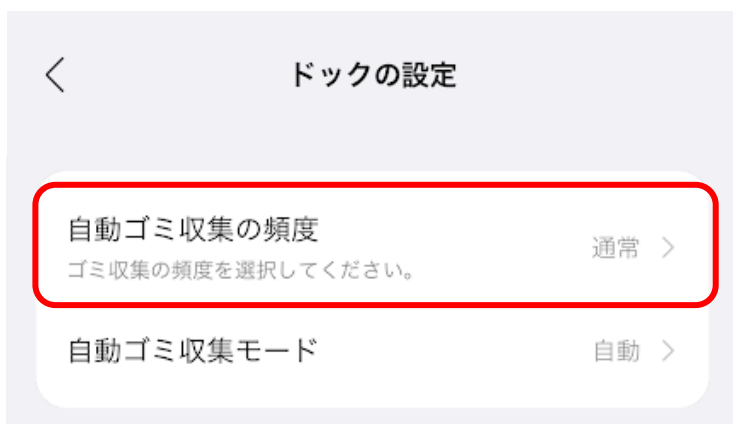 ドックの設定
自動ゴミ収集の頻度
通常
ゴミ収集の頻度を選択してください。
自動ゴミ収集モード
自動